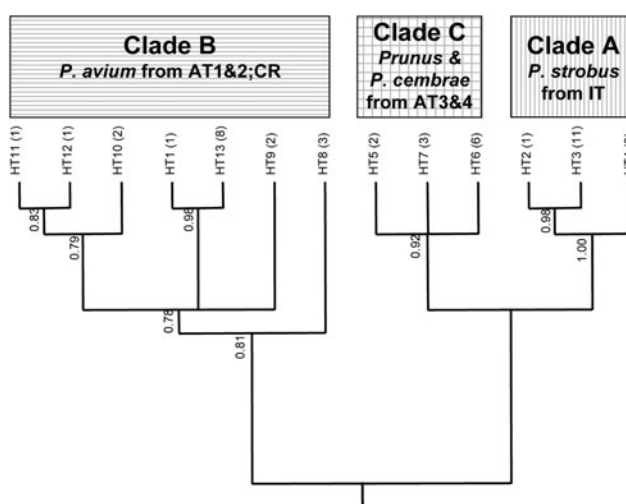 Clade B
P. avium from AT1&2;CR
Clade C
Prunus &
P. cembrae
from AT3&4
Clade A
P. strobus
from IT
HT11 (1)
HT12 (1)
HT10 (2)
HT1 (1)
HT13 (8)
HT9 (2)
HT8 (3)
HT5 (2)
HT7 (3)
HT6 (6)
HT2 (1)
HT3 (11)
0.83
0.79
0.98
0.78
0.81
0.92
0.98
1.00